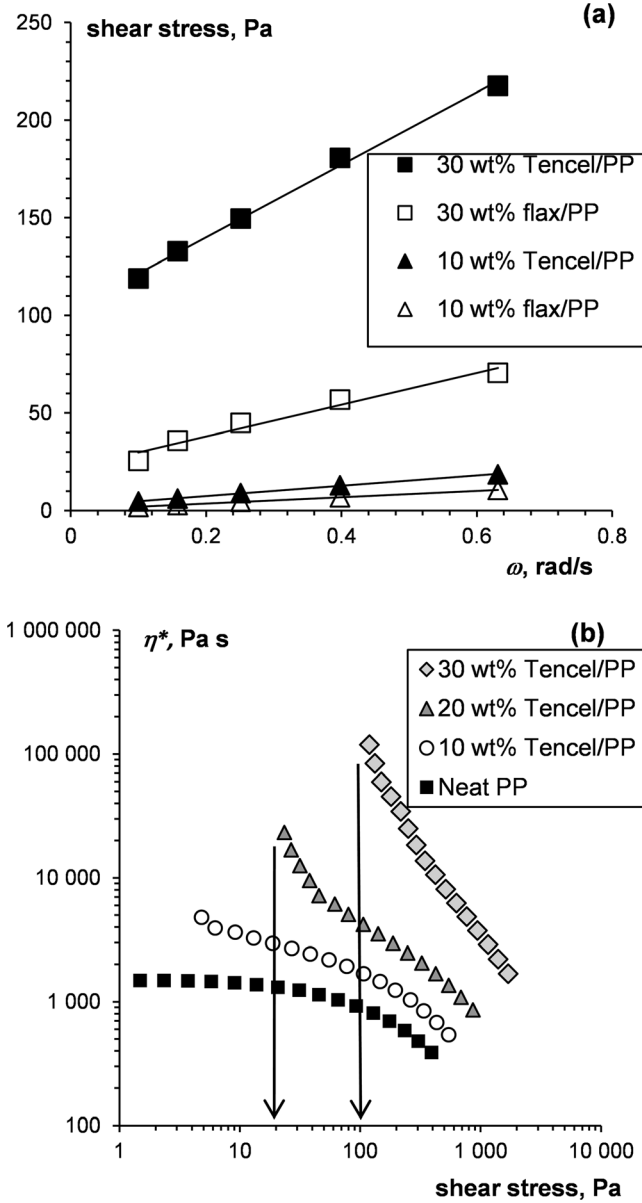 (a)
shear stress, Pa
250
200
150
100
50
0
30 wt% Tencel/PP
30 wt% flax/PP
10 wt% Tencel/PP
10 wt% flax/PP
0 0.2 0.4 0.6 0.8
ω, rad/s
(b)
η*, Pa s
1 000 000
100 000
10 000
1 000
100
30 wt% Tencel/PP
20 wt% Tencel/PP
10 wt% Tencel/PP
Neat PP
1 10 100 1 000 10 000
shear stress, Pa